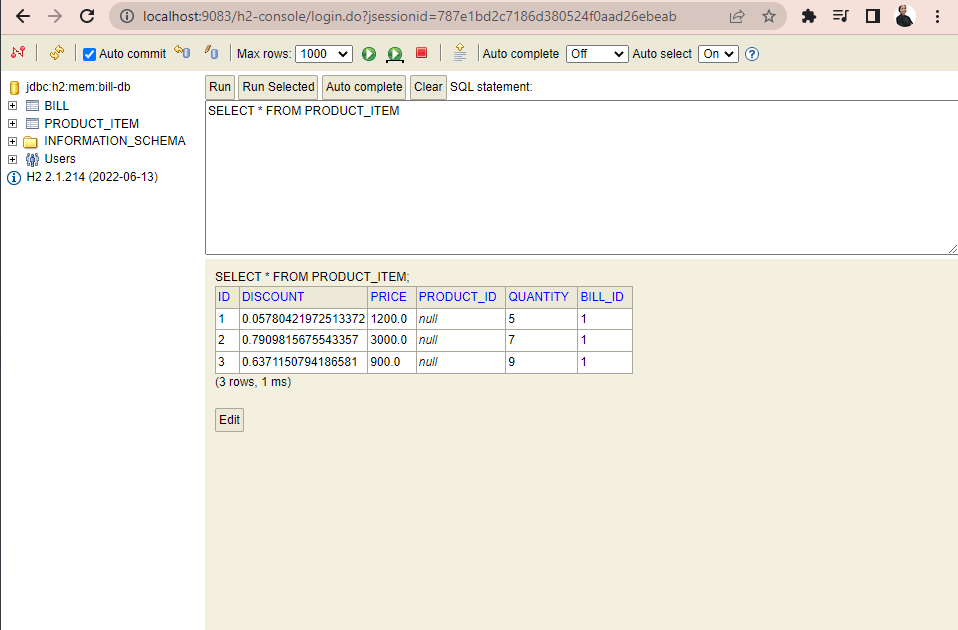 localhost:9083/h2-console/login.do?jsessionid=787e1bd2c7186d380524f0aad26ebeab
Auto commit Max rows: 1000 Auto complete Off Auto select On
jdbc:h2:mem:bill-db
BILL
PRODUCT_ITEM
INFORMATION_SCHEMA
Users
H2 2.1.214 (2022-06-13)
Run Run Selected Auto complete Clear SQL statement:
SELECT * FROM PRODUCT_ITEM
SELECT * FROM PRODUCT_ITEM;
ID DISCOUNT PRICE PRODUCT_ID QUANTITY BILL_ID
1 0.05780421972513372 1200.0 null 5 1
2 0.7909815675543357 3000.0 null 7 1
3 0.6371150794186581 900.0 null 9 1
(3 rows, 1 ms)
Edit